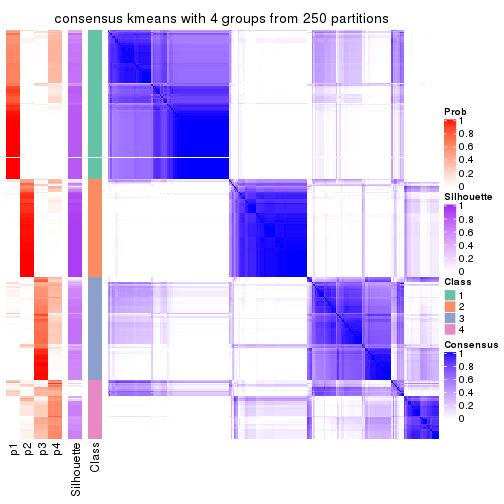 consensus kmeans with 4 groups from 250 partitions
Prob
1
0.8
0.6
0.4
0.2
0
Silhouette
1
0.8
0.6
0.4
0.2
0
Class
1
2
3
4
Consensus
1
0.8
0.6
0.4
0.2
0
p1
p2
p3
p4
Silhouette
Class